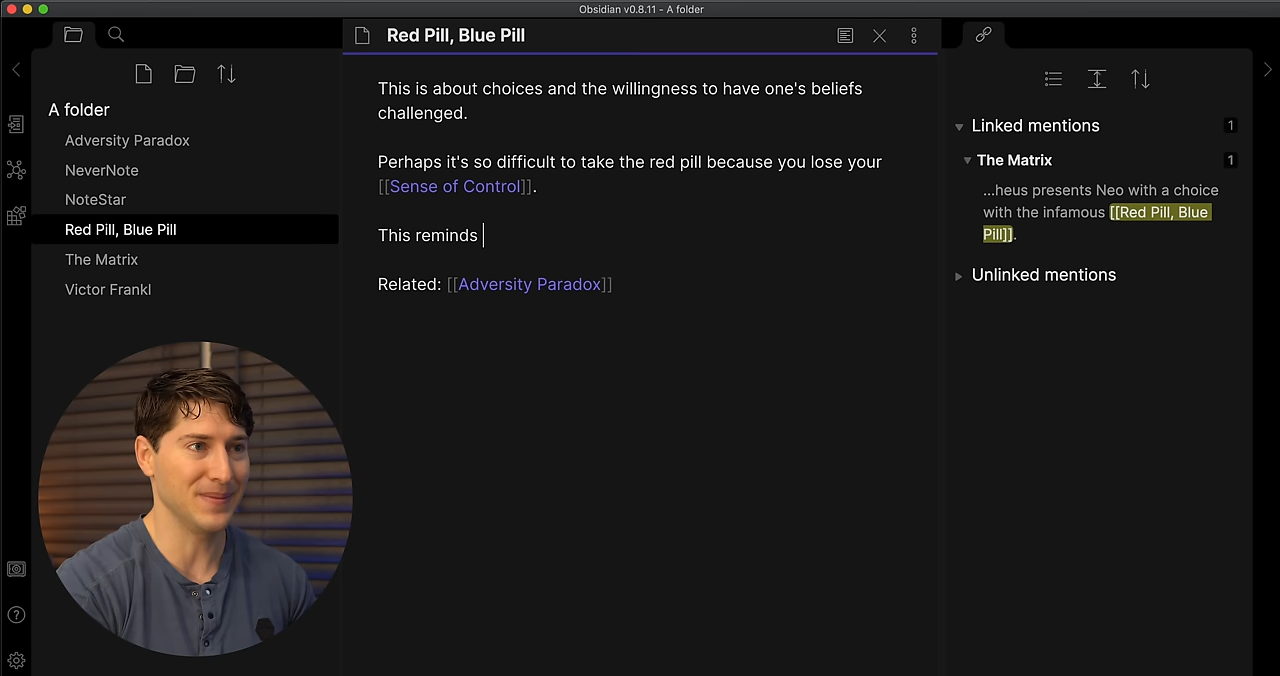 Obsidian v0.8.11 - A folder
Red Pill, Blue Pill
A folder
Adversity Paradox
NeverNote
NoteStar
Red Pill, Blue Pill
The Matrix
Victor Frankl
This is about choices and the willingness to have one's beliefs
challenged.
Perhaps it's so difficult to take the red pill because you lose your
[[Sense of Control]].
This reminds
Related: [[Adversity Paradox]]
Linked mentions 1
The Matrix 1
...heus presents Neo with a choice
with the infamous [[Red Pill, Blue
Pill]].
Unlinked mentions